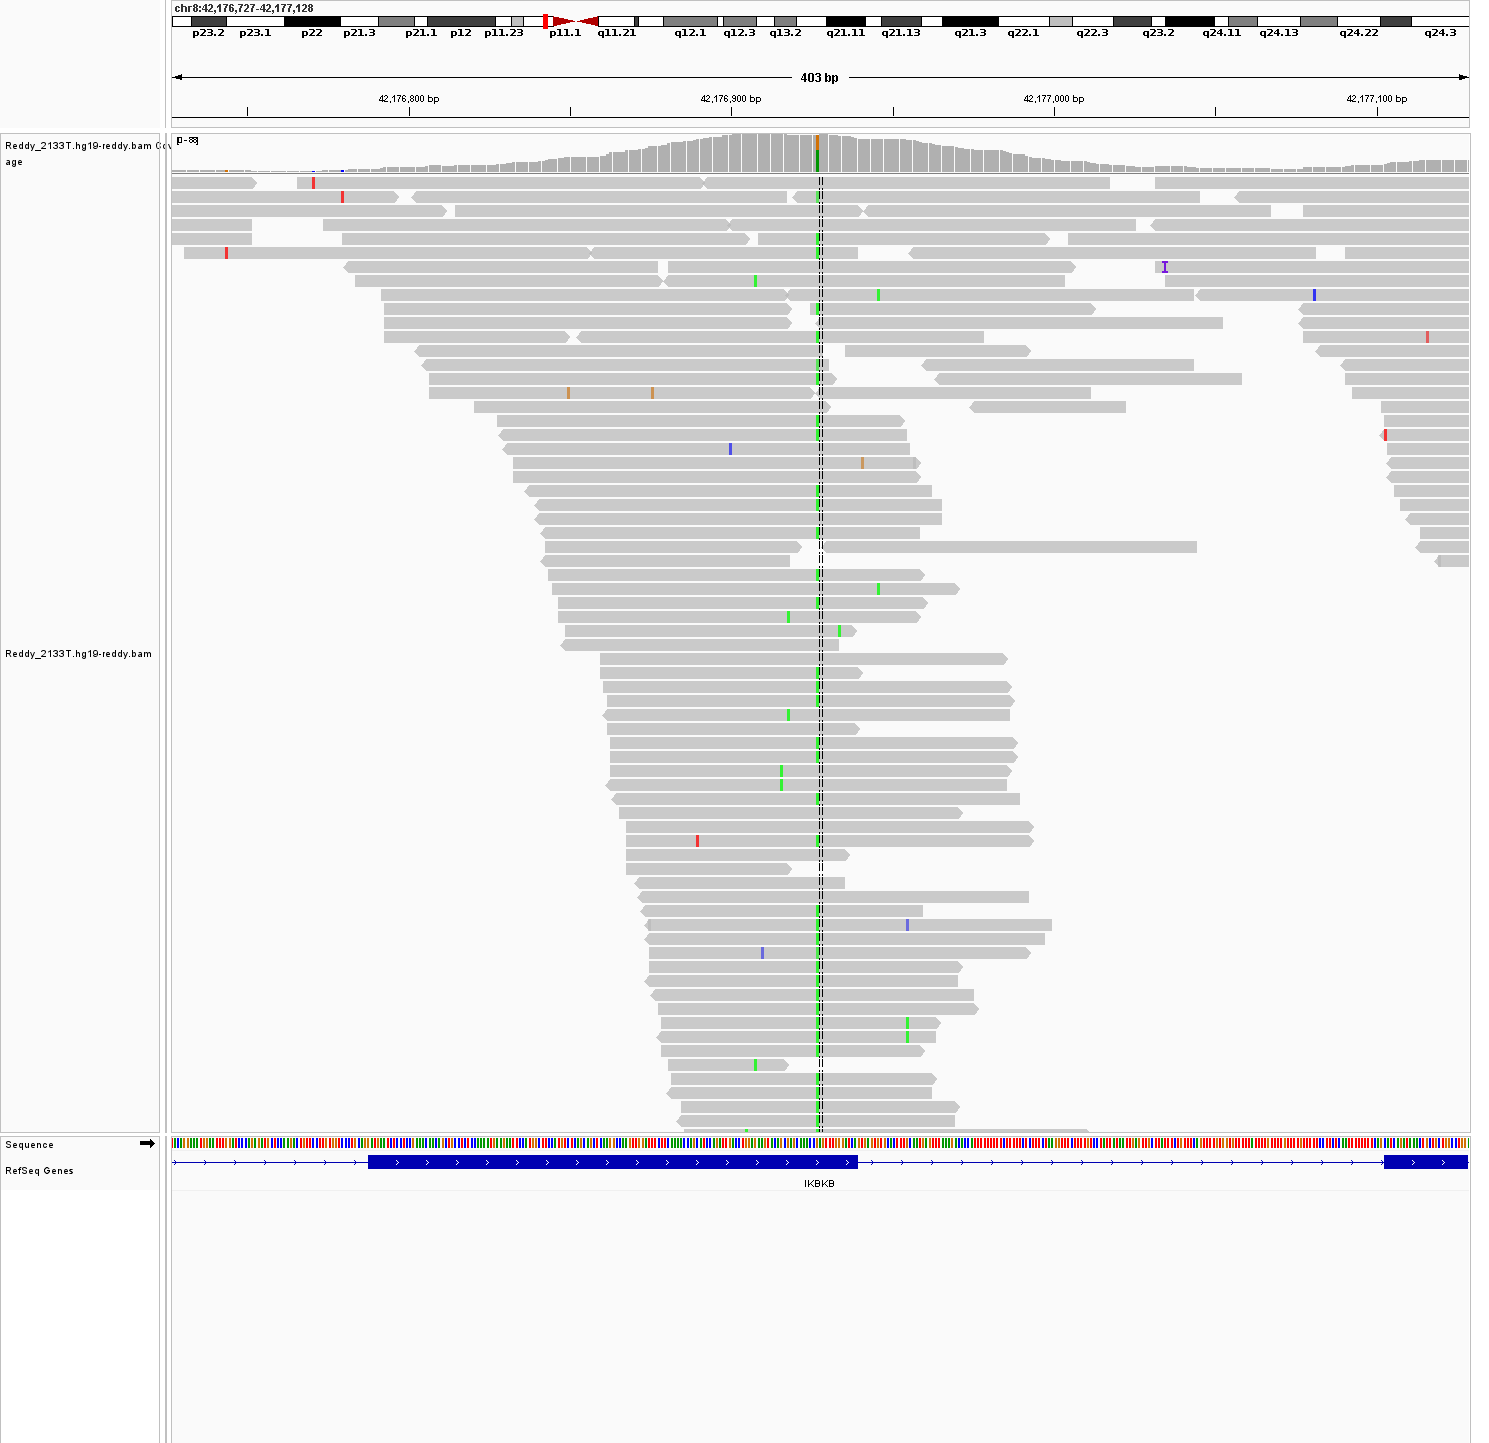 chr8:42,176,727-42,177,128
p23.2 p23.1 p22 p21.3 p21.1 p12 p11.23 p11.1 q11.21 q12.1 q12.3 q13.2 q21.11 q21.13 q21.3 q22.1 q22.3 q23.2 q24.11 q24.13 q24.22 q24.3
403 bp
42,176,800 bp 42,176,900 bp 42,177,000 bp 42,177,100 bp
Reddy_2133T.hg19-reddy.bam Cov
age
[0 - 88]
Reddy_2133T.hg19-reddy.bam
Sequence
RefSeq Genes
IKBKB